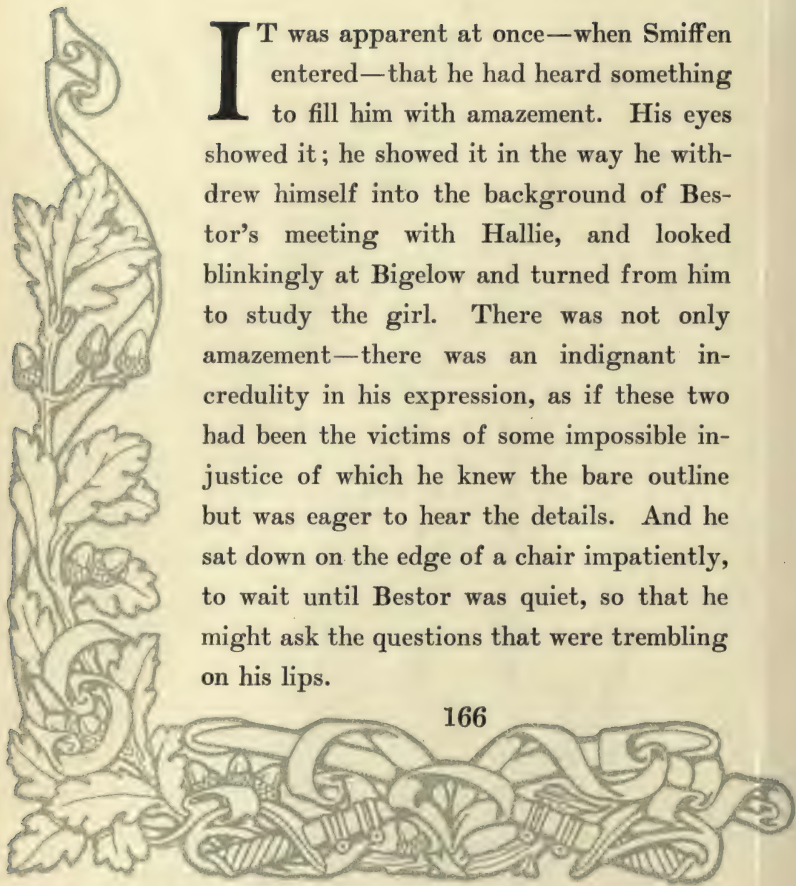 IT was apparent at once—when Smiffen
entered—that he had heard something
to fill him with amazement. His eyes
showed it; he showed it in the way he with-
drew himself into the background of Bes-
tor's meeting with Hallie, and looked
blinkingly at Bigelow and turned from him
to study the girl. There was not only
amazement—there was an indignant in-
credulity in his expression, as if these two
had been the victims of some impossible in-
justice of which he knew the bare outline
but was eager to hear the details. And he
sat down on the edge of a chair impatiently,
to wait until Bestor was quiet, so that he
might ask the questions that were trembling
on his lips.
166